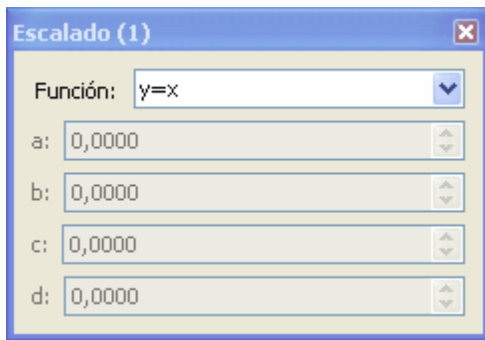 Escalado (1)
Función: y=x
a: 0,0000
b: 0,0000
c: 0,0000
d: 0,0000